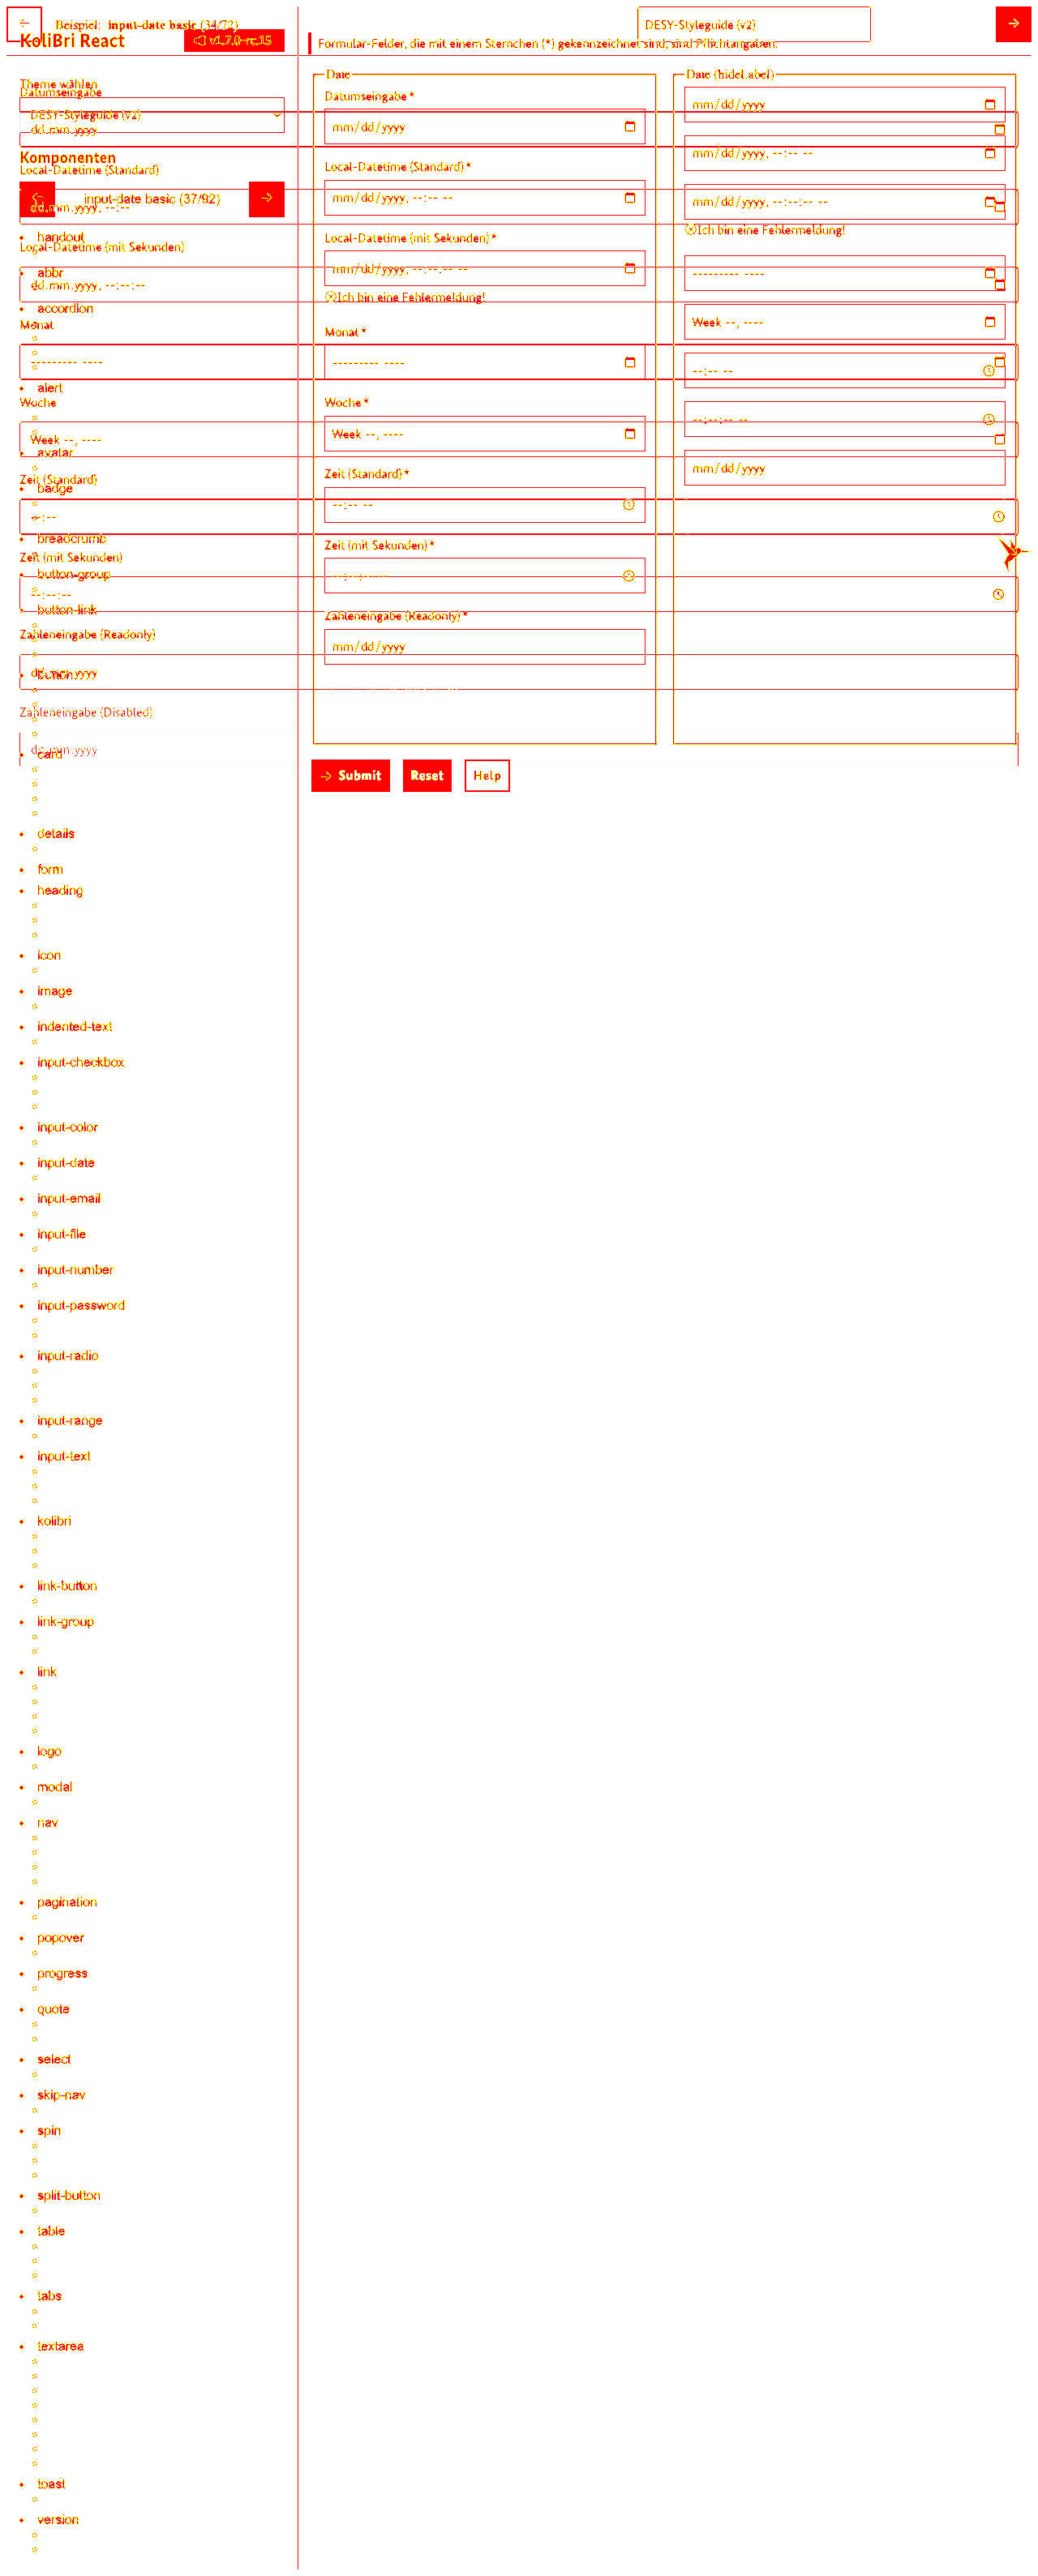 Beispiel: input-date basic (34/72)
DESY-Styleguide (v2)
KoliBri React
v1.7.0-rc.15
Formular-Felder, die mit einem Sternchen (*) gekennzeichnet sind, sind Pflichtangaben.
Theme wählen
Datumseingabe
DESY-Styleguide (v2)
dd.mm.yyyy
Komponenten
Local-Datetime (Standard)
input-date basic (37/92)
dd.mm.yyyy, --:--
handout
Local-Datetime (mit Sekunden)
abbr
dd.mm.yyyy, --:--:--
accordion
Monat
--------- ----
alert
Woche
Week --, ----
avatar
Zeit (Standard)
badge
--:--
breadcrumb
Zeit (mit Sekunden)
button-group
--:--:--
button-link
Zahleneingabe (Readonly)
dd.mm.yyyy
Zahleneingabe (Disabled)
dd.mm.yyyy
card
details
form
heading
icon
image
indented-text
input-checkbox
input-color
input-date
input-email
input-file
input-number
input-password
input-radio
input-range
input-text
kolibri
link-button
link-group
link
logo
modal
nav
pagination
popover
progress
quote
select
skip-nav
spin
split-button
table
tabs
textarea
toast
version
Date
Datumseingabe *
mm/dd/yyyy
Local-Datetime (Standard) *
mm/dd/yyyy, --:-- --
Local-Datetime (mit Sekunden) *
mm/dd/yyyy, --:--:-- --
Ich bin eine Fehlermeldung!
Monat *
--------- ----
Woche *
Week --, ----
Zeit (Standard) *
--:-- --
Zeit (mit Sekunden) *
--:--:-- --
Zahleneingabe (Readonly) *
mm/dd/yyyy
Date (hideLabel)
mm/dd/yyyy
mm/dd/yyyy, --:-- --
mm/dd/yyyy, --:--:-- --
Ich bin eine Fehlermeldung!
--------- ----
Week --, ----
--:-- --
--:--:-- --
mm/dd/yyyy
Submit
Reset
Help